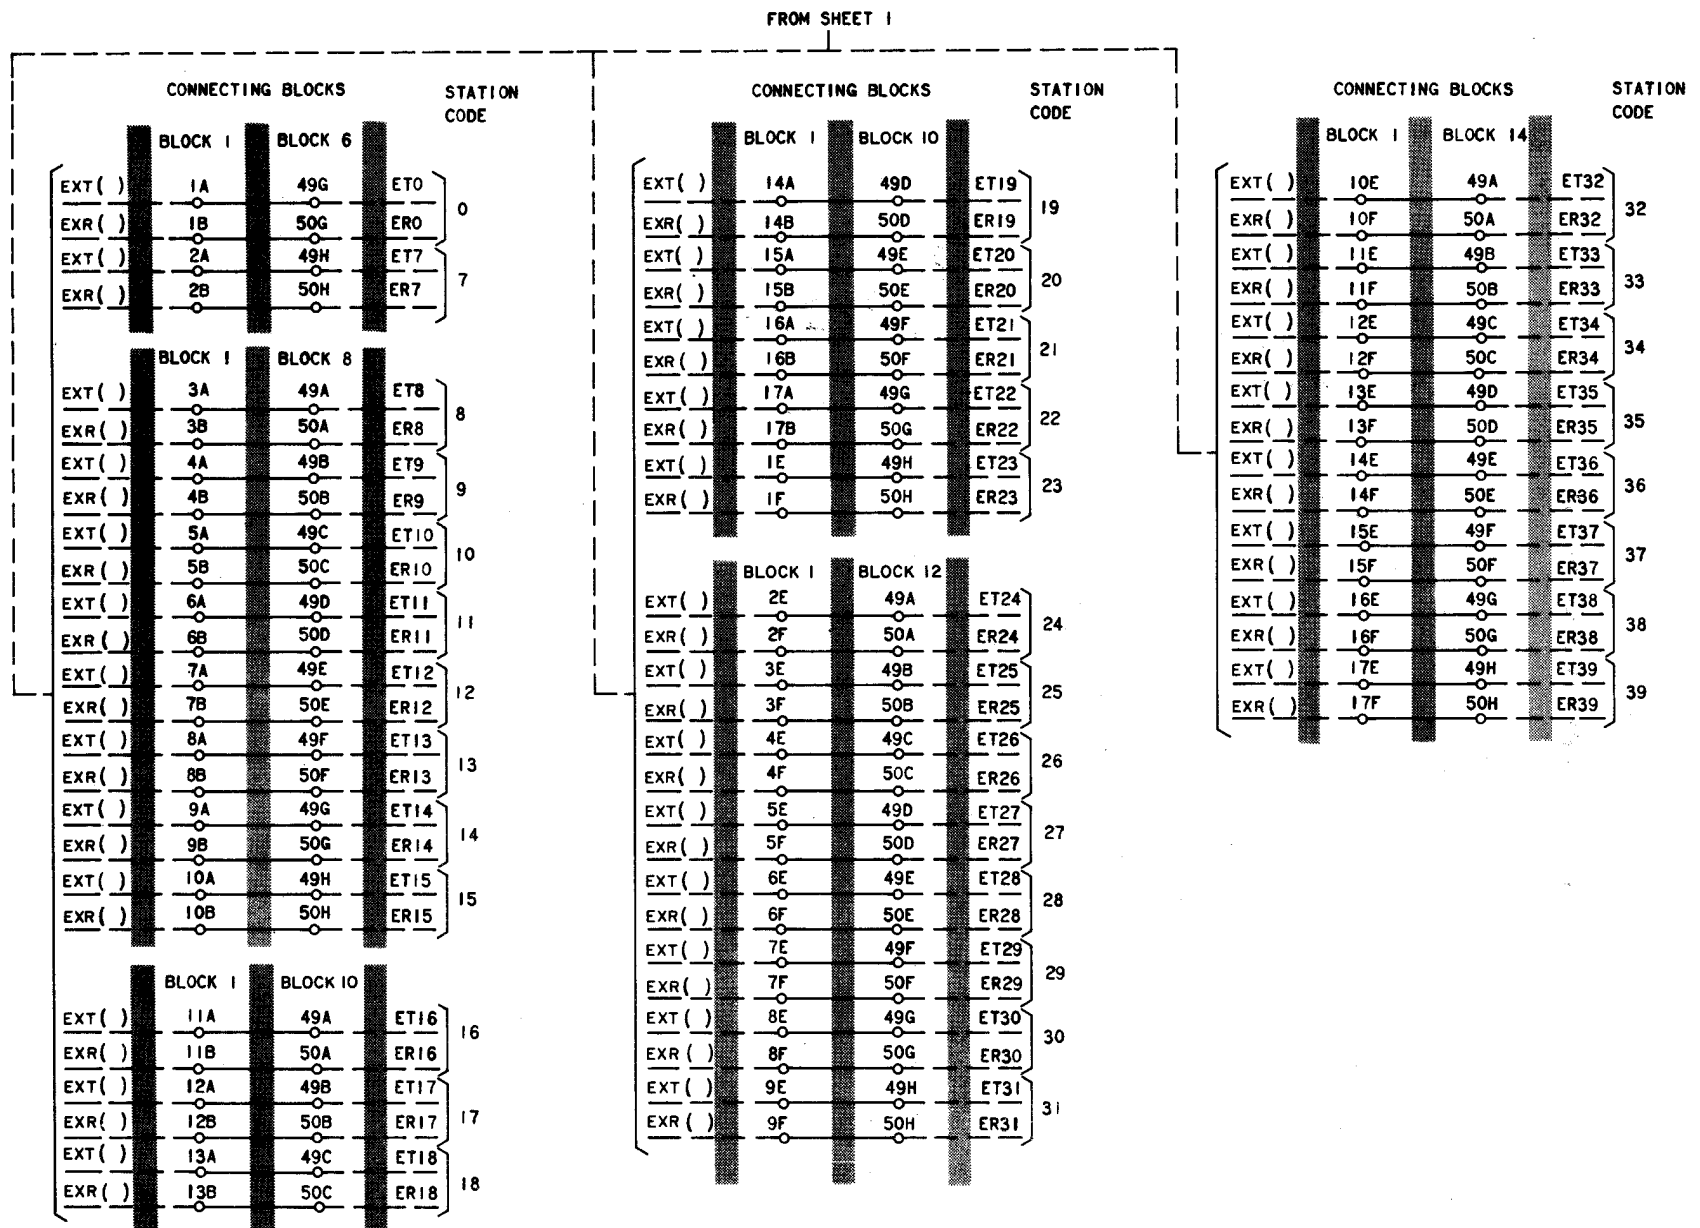 FROM SHEET 1
CONNECTING BLOCKS STATION CODE
BLOCK 1 BLOCK 6
EXT( ) 1A 49G ET0
EXR( ) 1B 50G ER0
0
EXT( ) 2A 49H ET7
EXR( ) 2B 50H ER7
7
BLOCK 1 BLOCK 8
EXT( ) 3A 49A ET8
EXR( ) 3B 50A ER8
8
EXT( ) 4A 49B ET9
EXR( ) 4B 50B ER9
9
EXT( ) 5A 49C ET10
EXR( ) 5B 50C ER10
10
EXT( ) 6A 49D ET11
EXR( ) 6B 50D ER11
11
EXT( ) 7A 49E ET12
EXR( ) 7B 50E ER12
12
EXT( ) 8A 49F ET13
EXR( ) 8B 50F ER13
13
EXT( ) 9A 49G ET14
EXR( ) 9B 50G ER14
14
EXT( ) 10A 49H ET15
EXR( ) 10B 50H ER15
15
BLOCK 1 BLOCK 10
EXT( ) 11A 49A ET16
EXR( ) 11B 50A ER16
16
EXT( ) 12A 49B ET17
EXR( ) 12B 50B ER17
17
EXT( ) 13A 49C ET18
EXR( ) 13B 50C ER18
18
CONNECTING BLOCKS STATION CODE
BLOCK 1 BLOCK 10
EXT( ) 14A 49D ET19
EXR( ) 14B 50D ER19
19
EXT( ) 15A 49E ET20
EXR( ) 15B 50E ER20
20
EXT( ) 16A 49F ET21
EXR( ) 16B 50F ER21
21
EXT( ) 17A 49G ET22
EXR( ) 17B 50G ER22
22
EXT( ) 1E 49H ET23
EXR( ) 1F 50H ER23
23
BLOCK 1 BLOCK 12
EXT( ) 2E 49A ET24
EXR( ) 2F 50A ER24
24
EXT( ) 3E 49B ET25
EXR( ) 3F 50B ER25
25
EXT( ) 4E 49C ET26
EXR( ) 4F 50C ER26
26
EXT( ) 5E 49D ET27
EXR( ) 5F 50D ER27
27
EXT( ) 6E 49E ET28
EXR( ) 6F 50E ER28
28
EXT( ) 7E 49F ET29
EXR( ) 7F 50F ER29
29
EXT( ) 8E 49G ET30
EXR( ) 8F 50G ER30
30
EXT( ) 9E 49H ET31
EXR( ) 9F 50H ER31
31
CONNECTING BLOCKS STATION CODE
BLOCK 1 BLOCK 14
EXT( ) 10E 49A ET32
EXR( ) 10F 50A ER32
32
EXT( ) 11E 49B ET33
EXR( ) 11F 50B ER33
33
EXT( ) 12E 49C ET34
EXR( ) 12F 50C ER34
34
EXT( ) 13E 49D ET35
EXR( ) 13F 50D ER35
35
EXT( ) 14E 49E ET36
EXR( ) 14F 50E ER36
36
EXT( ) 15E 49F ET37
EXR( ) 15F 50F ER37
37
EXT( ) 16E 49G ET38
EXR( ) 16F 50G ER38
38
EXT( ) 17E 49H ET39
EXR( ) 17F 50H ER39
39